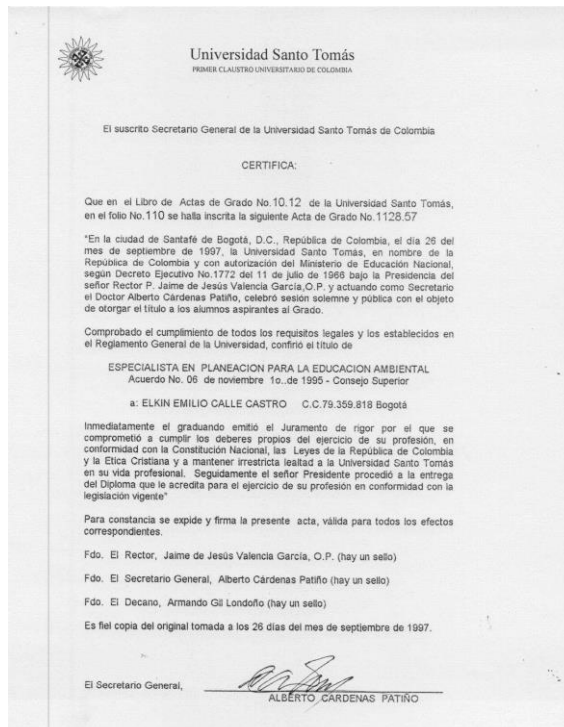 Universidad Santo Tomás
PRIMER CLAUSTRO UNIVERSITARIO DE COLOMBIA
El suscrito Secretario General de la Universidad Santo Tomás de Colombia
CERTIFICA:
Que en el Libro de Actas de Grado No.10.12 de la Universidad Santo Tomás,
en el folio No.110 se halla inscrita la siguiente Acta de Grado No.1128.57
"En la ciudad de Santafé de Bogotá, D.C., República de Colombia, el día 26 del
mes de septiembre de 1997, la Universidad Santo Tomás, en nombre de la
República de Colombia y con autorización del Ministerio de Educación Nacional,
según Decreto Ejecutivo No.1772 del 11 de julio de 1966 bajo la Presidencia del
señor Rector P. Jaime de Jesús Valencia García,O.P. y actuando como Secretario
el Doctor Alberto Cárdenas Patiño, celebró sesión solemne y pública con el objeto
de otorgar el título a los alumnos aspirantes al Grado.
Comprobado el cumplimiento de todos los requisitos legales y los establecidos en
el Reglamento General de la Universidad, confirió el título de
ESPECIALISTA EN PLANEACION PARA LA EDUCACION AMBIENTAL
Acuerdo No. 06 de noviembre 1o..de 1995 - Consejo Superior
a: ELKIN EMILIO CALLE CASTRO C.C.79.359.818 Bogotá
Inmediatamente el graduando emitió el Juramento de rigor por el que se
comprometió a cumplir los deberes propios del ejercicio de su profesión, en
conformidad con la Constitución Nacional, las Leyes de la República de Colombia
y la Etica Cristiana y a mantener irrestricta lealtad a la Universidad Santo Tomás
en su vida profesional. Seguidamente el señor Presidente procedió a la entrega
del Diploma que le acredita para el ejercicio de su profesión en conformidad con la
legislación vigente"
Para constancia se expide y firma la presente acta, válida para todos los efectos
correspondientes.
Fdo. El Rector, Jaime de Jesús Valencia García, O.P. (hay un sello)
Fdo. El Secretario General, Alberto Cárdenas Patiño (hay un sello)
Fdo. El Decano, Armando Gil Londoño (hay un sello)
Es fiel copia del original tomada a los 26 días del mes de septiembre de 1997.
El Secretario General,
ALBERTO CARDENAS PATIÑO